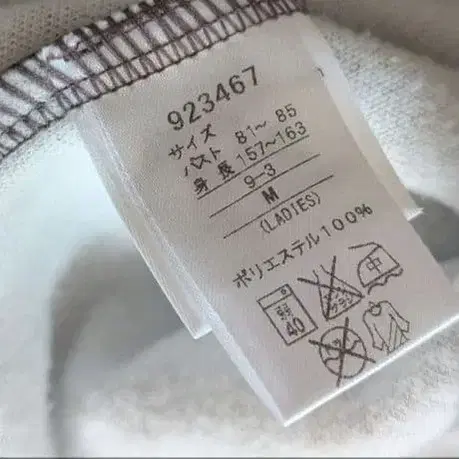 923467
サイズ
バスト 81～ 85
身長 157～163
9-3
M
(LADIES)
ポリエステル100%
弱
40
中